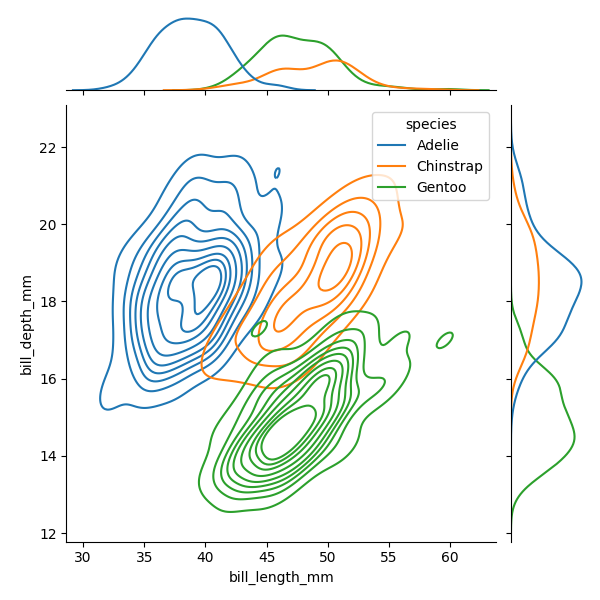 species
Adelie
Chinstrap
Gentoo
22
20
18
16
14
12
bill_depth_mm
30 35 40 45 50 55 60
bill_length_mm